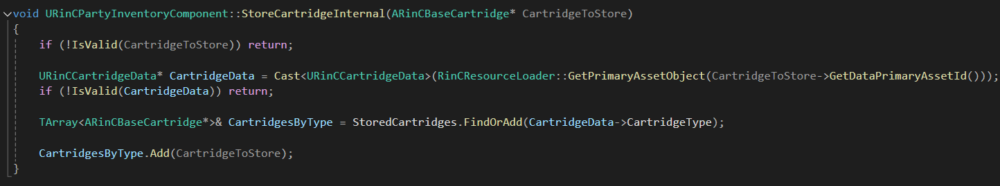 void URinCPartyInventoryComponent::StoreCartridgeInternal(ARinCBaseCartridge* CartridgeToStore)
{
if (!IsValid(CartridgeToStore)) return;
URinCCartridgeData* CartridgeData = Cast<URinCCartridgeData>(RinCResourceLoader::GetPrimaryAssetObject(CartridgeToStore->GetDataPrimaryAssetId()));
if (!IsValid(CartridgeData)) return;
TArray<ARinCBaseCartridge*>& CartridgesByType = StoredCartridges.FindOrAdd(CartridgeData->CartridgeType);
CartridgesByType.Add(CartridgeToStore);
}